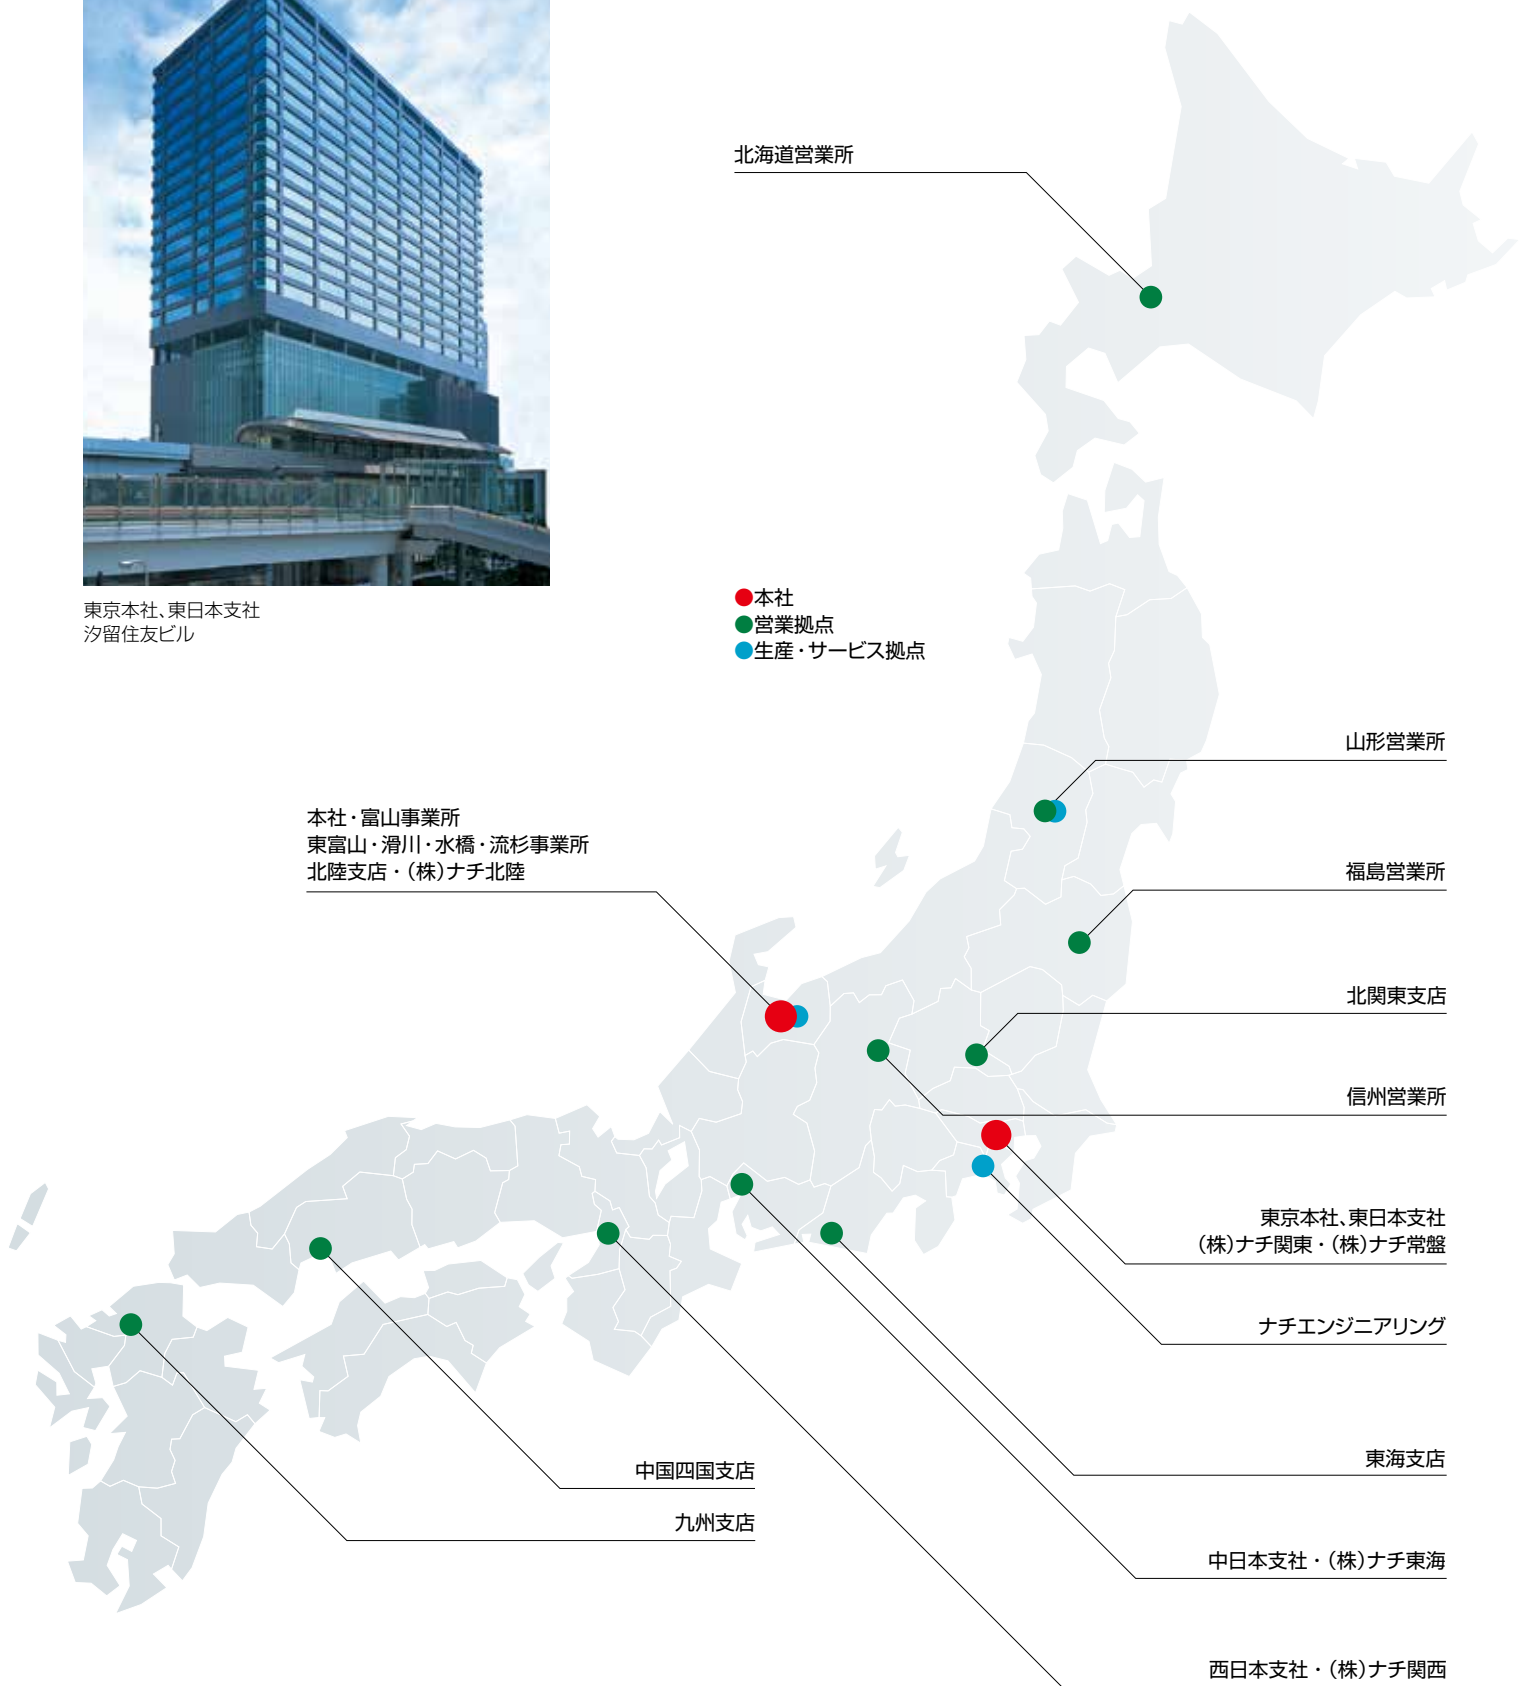 北海道営業所
東京本社、東日本支社
汐留住友ビル
●本社
●営業拠点
●生産・サービス拠点
山形営業所
本社・富山事業所
東富山・滑川・水橋・流杉事業所
北陸支店・（株）ナチ北陸
福島営業所
北関東支店
信州営業所
東京本社、東日本支社
（株）ナチ関東・（株）ナチ常盤
ナチエンジニアリング
東海支店
中国四国支店
九州支店
中日本支社・（株）ナチ東海
西日本支社・（株）ナチ関西